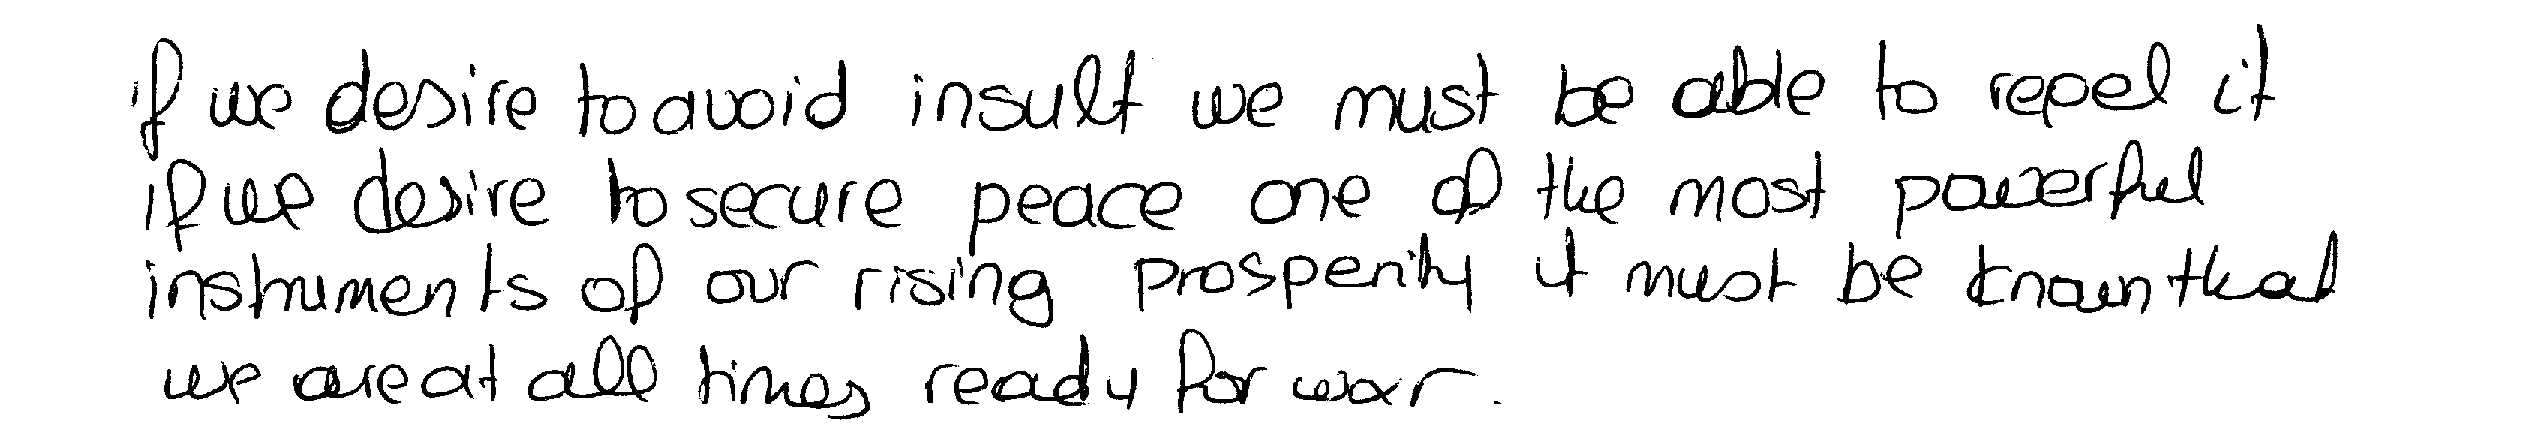 if we desire to avoid insult we must be able to repel it
if we desire to secure peace one of the most powerful
instruments of our rising prosperity it must be known that
we are at all times ready for war.